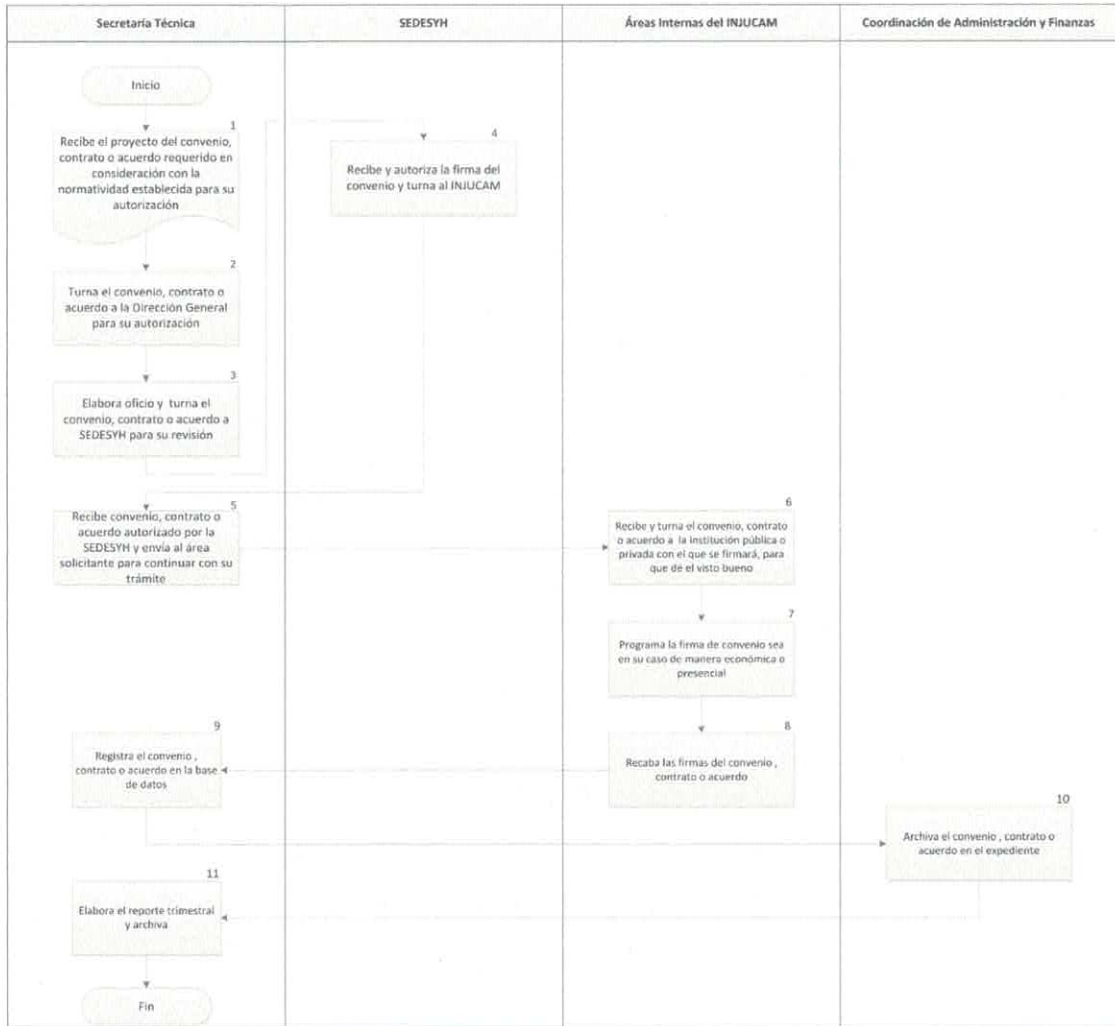 Secretaría Técnica
SEDESYH
Áreas Internas del INJUCAM
Coordinación de Administración y Finanzas
Inicio
1
Recibe el proyecto del convenio,
contrato o acuerdo requerido en
consideración con la
normatividad establecida para su
autorización
2
Turna el convenio, contrato o
acuerdo a la Dirección General
para su autorización
3
Elabora oficio y turna el
convenio, contrato o acuerdo a
SEDESYH para su revisión
4
Recibe y autoriza la firma del
convenio y turna al INJUCAM
5
Recibe convenio, contrato o
acuerdo autorizado por la
SEDESYH y envía al área
solicitante para continuar con su
trámite
6
Recibe y turna el convenio, contrato
o acuerdo a la institución pública o
privada con el que se firmará, para
que dé el visto bueno
7
Programa la firma de convenio sea
en su caso de manera económica o
presencial
8
Recaba las firmas del convenio ,
contrato o acuerdo
9
Registra el convenio ,
contrato o acuerdo en la base
de datos
10
Archiva el convenio , contrato o
acuerdo en el expediente
11
Elabora el reporte trimestral
y archiva
Fin